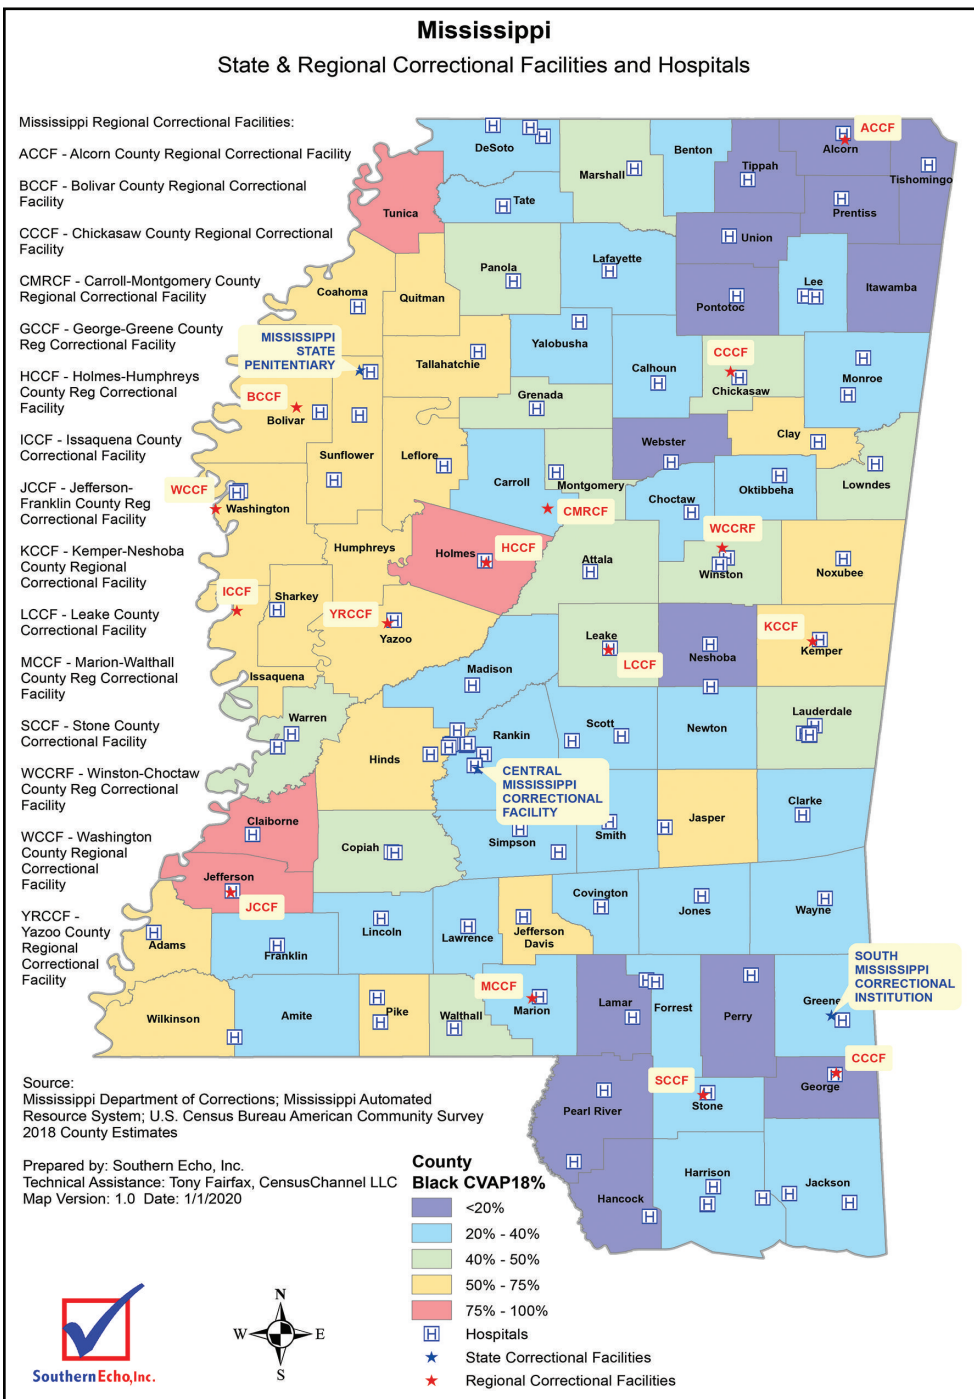 Mississippi
State & Regional Correctional Facilities and Hospitals
Mississippi Regional Correctional Facilities:
ACCF - Alcorn County Regional Correctional Facility
BCCF - Bolivar County Regional Correctional
Facility
CCCF - Chickasaw County Regional Correctional
Facility
CMRCF - Carroll-Montgomery County
Regional Correctional Facility
GCCF - George-Greene County
Reg Correctional Facility
HCCF - Holmes-Humphreys
County Reg Correctional
Facility
ICCF - Issaquena County
Correctional Facility
JCCF - Jefferson-
Franklin County Reg
Correctional Facility
KCCF - Kemper-Neshoba
County Regional
Correctional Facility
LCCF - Leake County
Correctional Facility
MCCF - Marion-Walthall
County Reg Correctional
Facility
SCCF - Stone County
Correctional Facility
WCCRF - Winston-Choctaw
County Reg Correctional
Facility
WCCF - Washington
County Regional
Correctional
Facility
YRCCF -
Yazoo County
Regional
Correctional
Facility
DeSoto
Marshall
Benton
Tippah
Alcorn
ACCF
Tishomingo
Prentiss
Tunica
Tate
Union
Lafayette
Panola
Lee
Itawamba
Pontotoc
Coahoma
Quitman
MISSISSIPPI
STATE
PENITENTIARY
Yalobusha
Tallahatchie
Calhoun
CCCF
Chickasaw
Monroe
BCCF
Bolivar
Grenada
Webster
Clay
Sunflower
Leflore
Carroll
Montgomery
Choctaw
Oktibbeha
Lowndes
WCCF
Washington
CMRCF
WCCRF
Humphreys
Holmes
HCCF
Attala
Winston
Noxubee
ICCF
Sharkey
YRCCF
Yazoo
Leake
LCCF
Neshoba
KCCF
Kemper
Issaquena
Madison
Warren
Hinds
Rankin
Scott
Newton
Lauderdale
CENTRAL
MISSISSIPPI
CORRECTIONAL
FACILITY
Claiborne
Copiah
Simpson
Smith
Jasper
Clarke
Jefferson
JCCF
Covington
Jones
Wayne
Adams
Franklin
Lincoln
Lawrence
Jefferson
Davis
SOUTH
MISSISSIPPI
CORRECTIONAL
INSTITUTION
Wilkinson
Amite
Pike
Walthall
MCCF
Marion
Lamar
Forrest
Perry
Greene
CCCF
George
SCCF
Stone
Pearl River
Hancock
Harrison
Jackson
Source:
Mississippi Department of Corrections; Mississippi Automated
Resource System; U.S. Census Bureau American Community Survey
2018 County Estimates
Prepared by: Southern Echo, Inc.
Technical Assistance: Tony Fairfax, CensusChannel LLC
Map Version: 1.0 Date: 1/1/2020
County
Black CVAP18%
<20%
20% - 40%
40% - 50%
50% - 75%
75% - 100%
H Hospitals
State Correctional Facilities
Regional Correctional Facilities
N
W E
S
SouthernEcho,Inc.